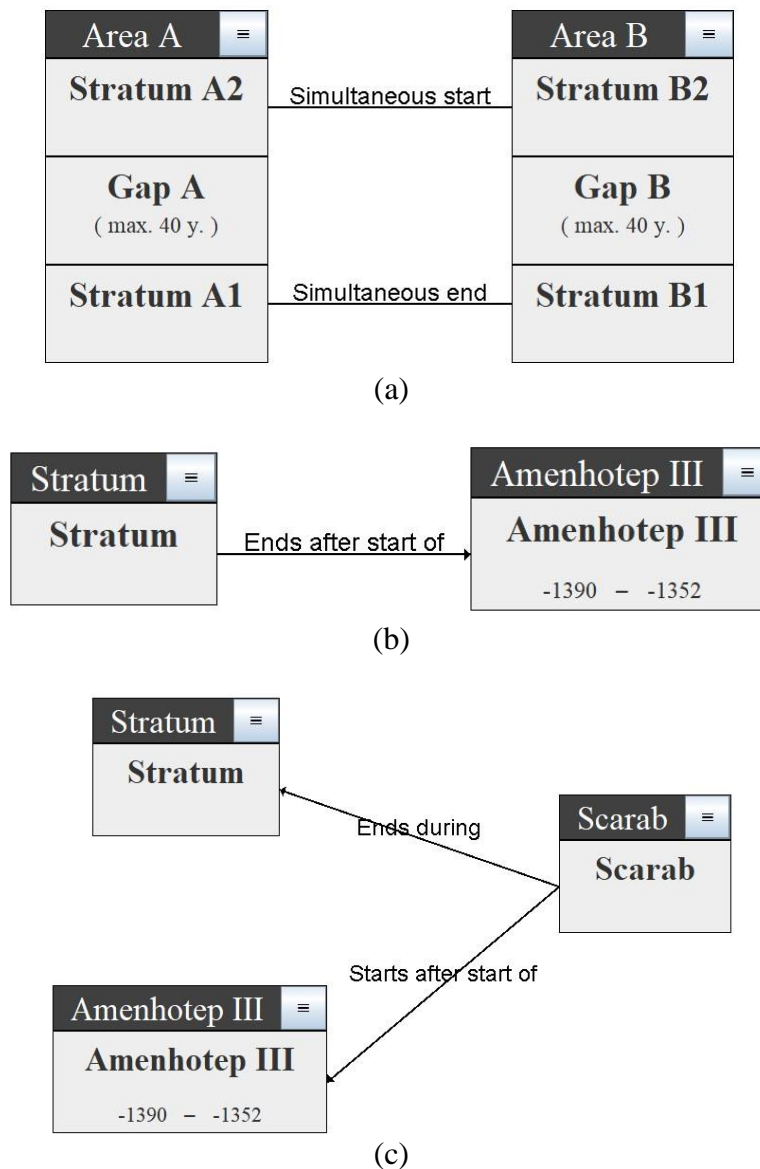 Area A ≡ Area B ≡
Stratum A2 Simultaneous start Stratum B2
Gap A Gap B
( max. 40 y. ) ( max. 40 y. )
Stratum A1 Simultaneous end Stratum B1
(a)
Stratum ≡ Amenhotep III ≡
Stratum Ends after start of Amenhotep III
-1390 – -1352
(b)
Stratum ≡
Stratum
Ends during
Scarab ≡
Scarab
Starts after start of
Amenhotep III ≡
Amenhotep III
-1390 – -1352
(c)